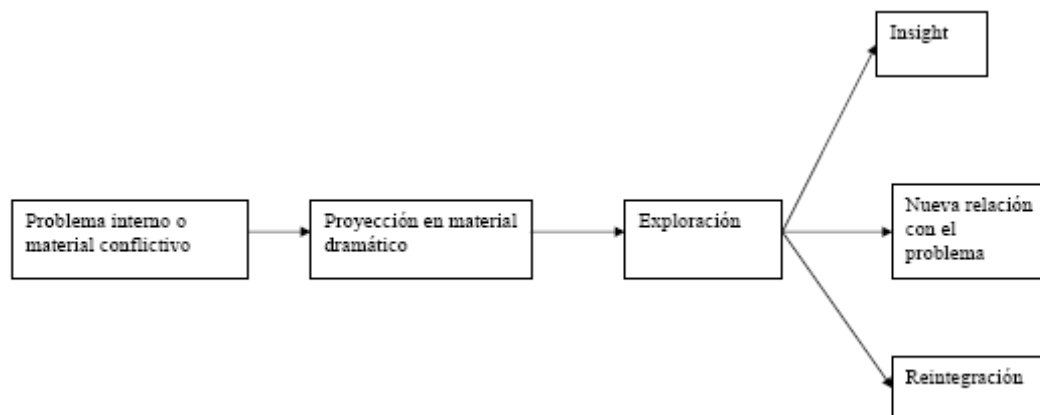 Insight
Problema interno o
material conflictivo
Proyección en material
dramático
Exploración
Nueva relación
con el
problema
Reintegración